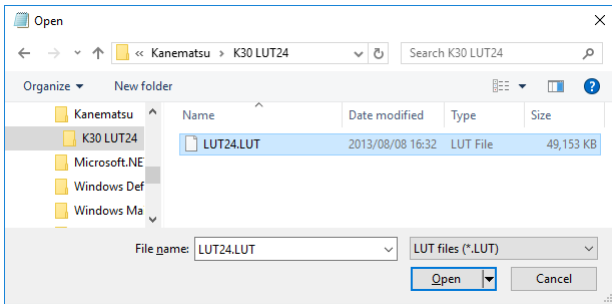 Open
« Kanematsu > K30 LUT24
Search K30 LUT24
Organize
New folder
Kanematsu
K30 LUT24
Microsoft.NE
Windows Def
Windows Ma
Name
Date modified
Type
Size
LUT24.LUT
2013/08/08 16:32
LUT File
49,153 KB
File name:
LUT24.LUT
LUT files (*.LUT)
Open
Cancel